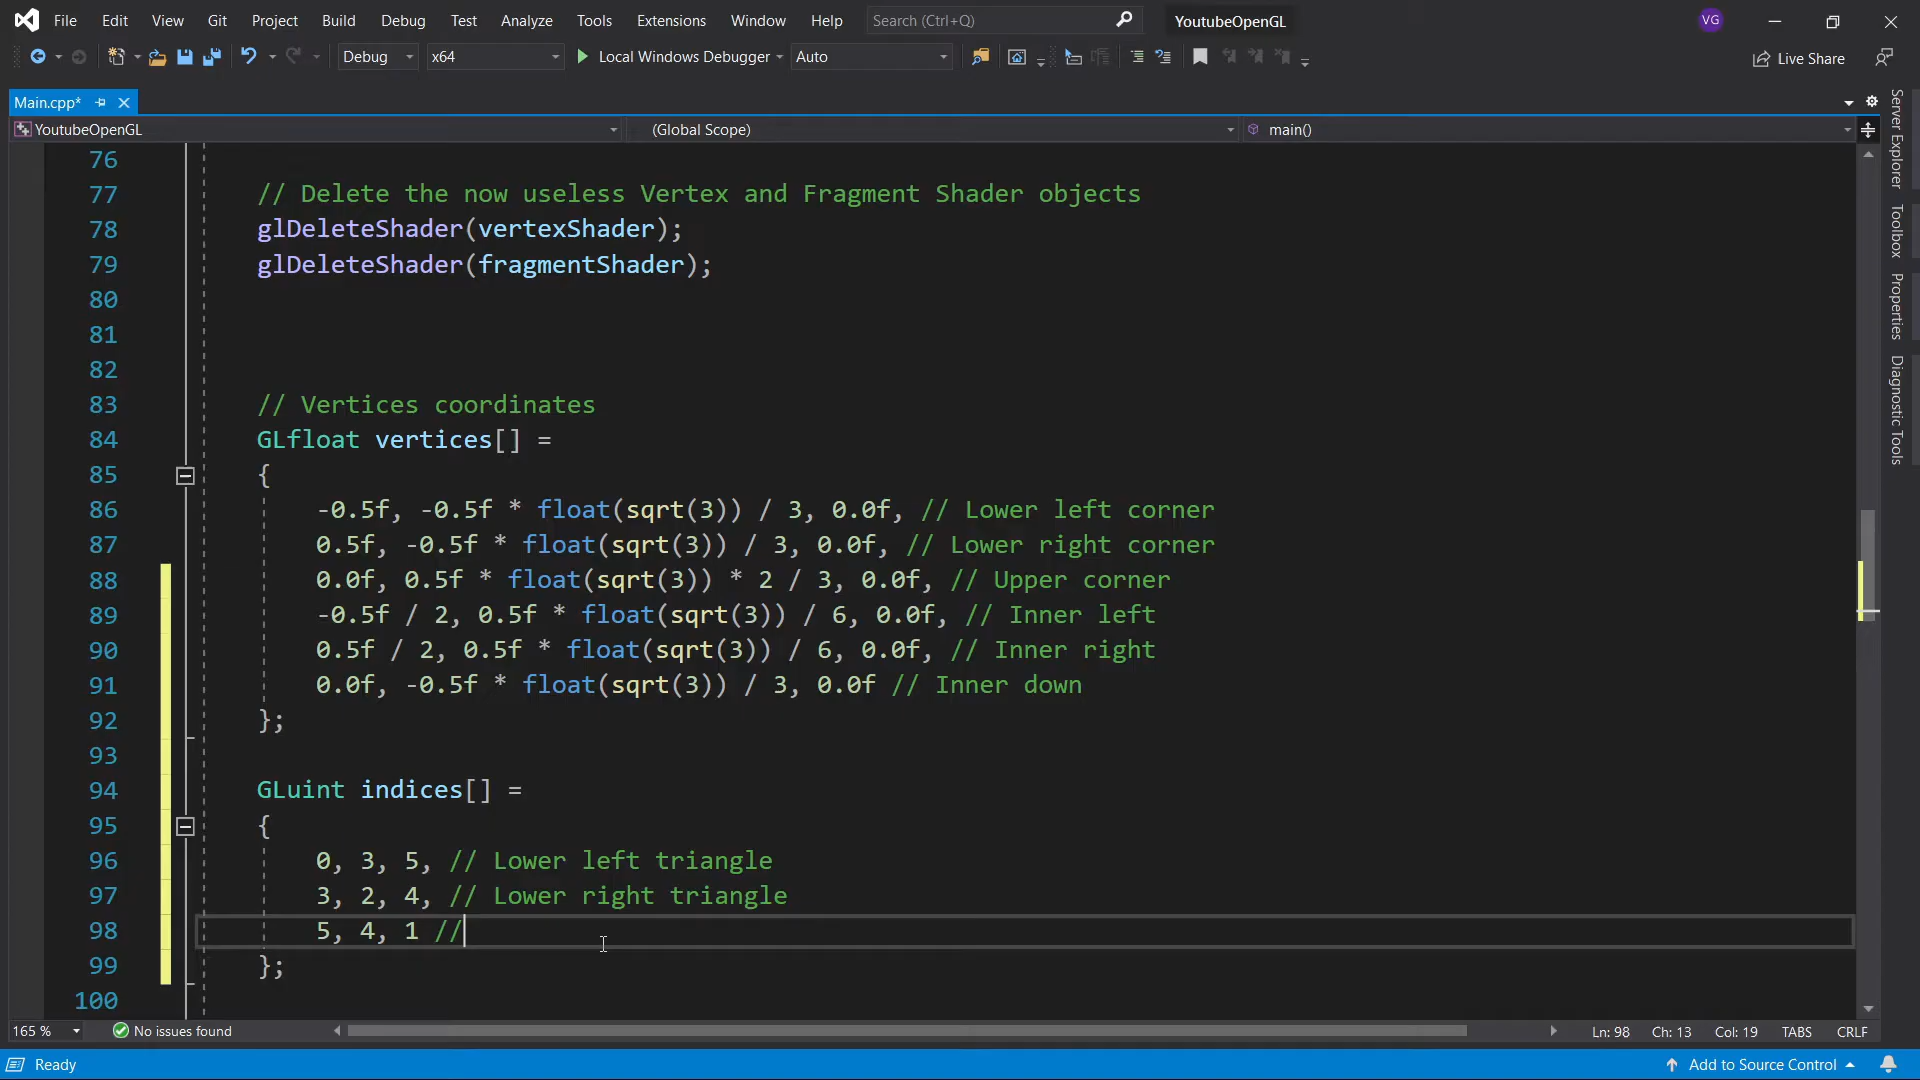 File Edit View Git Project Build Debug Test Analyze Tools Extensions Window Help Search (Ctrl+Q) YoutubeOpenGL VG
Debug x64 Local Windows Debugger Auto Live Share
Main.cpp*
YoutubeOpenGL (Global Scope) main()
76
77 // Delete the now useless Vertex and Fragment Shader objects
78 glDeleteShader(vertexShader);
79 glDeleteShader(fragmentShader);
80
81
82
83 // Vertices coordinates
84 GLfloat vertices[] =
85 {
86 -0.5f, -0.5f * float(sqrt(3)) / 3, 0.0f, // Lower left corner
87 0.5f, -0.5f * float(sqrt(3)) / 3, 0.0f, // Lower right corner
88 0.0f, 0.5f * float(sqrt(3)) * 2 / 3, 0.0f, // Upper corner
89 -0.5f / 2, 0.5f * float(sqrt(3)) / 6, 0.0f, // Inner left
90 0.5f / 2, 0.5f * float(sqrt(3)) / 6, 0.0f, // Inner right
91 0.0f, -0.5f * float(sqrt(3)) / 3, 0.0f // Inner down
92 };
93
94 GLuint indices[] =
95 {
96 0, 3, 5, // Lower left triangle
97 3, 2, 4, // Lower right triangle
98 5, 4, 1 //
99 };
100
Server Explorer
Toolbox
Properties
Diagnostic Tools
165 % No issues found Ln: 98 Ch: 13 Col: 19 TABS CRLF
Ready Add to Source Control